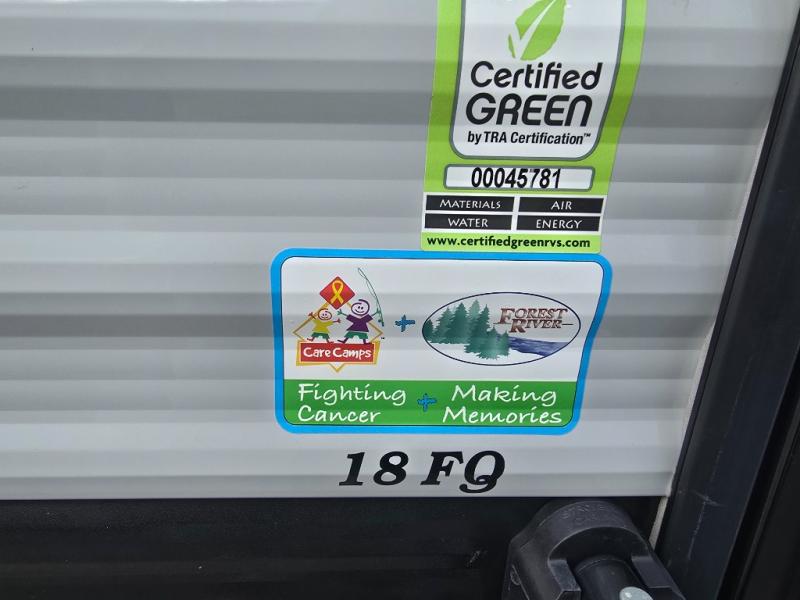 Certified
GREEN
by TRA Certification™
00045781
MATERIALS AIR
WATER ENERGY
www.certifiedgreenrvs.com
Care Camps™
+
FOREST
RIVER
Fighting Cancer + Making Memories
18 FQ